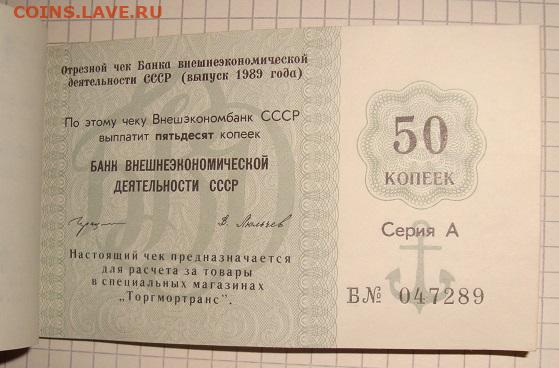 COINS.LAVE.RU
Отрезной чек Банка внешнеэкономической
деятельности СССР (выпуск 1989 года)
По этому чеку Внешэкономбанк СССР
выплатит пятьдесят копеек
БАНК ВНЕШНЕЭКОНОМИЧЕСКОЙ
ДЕЯТЕЛЬНОСТИ СССР
Настоящий чек предназначается
для расчета за товары
в специальных магазинах
„Торгмортранс".
50
КОПЕЕК
Серия А
Б№ 047289